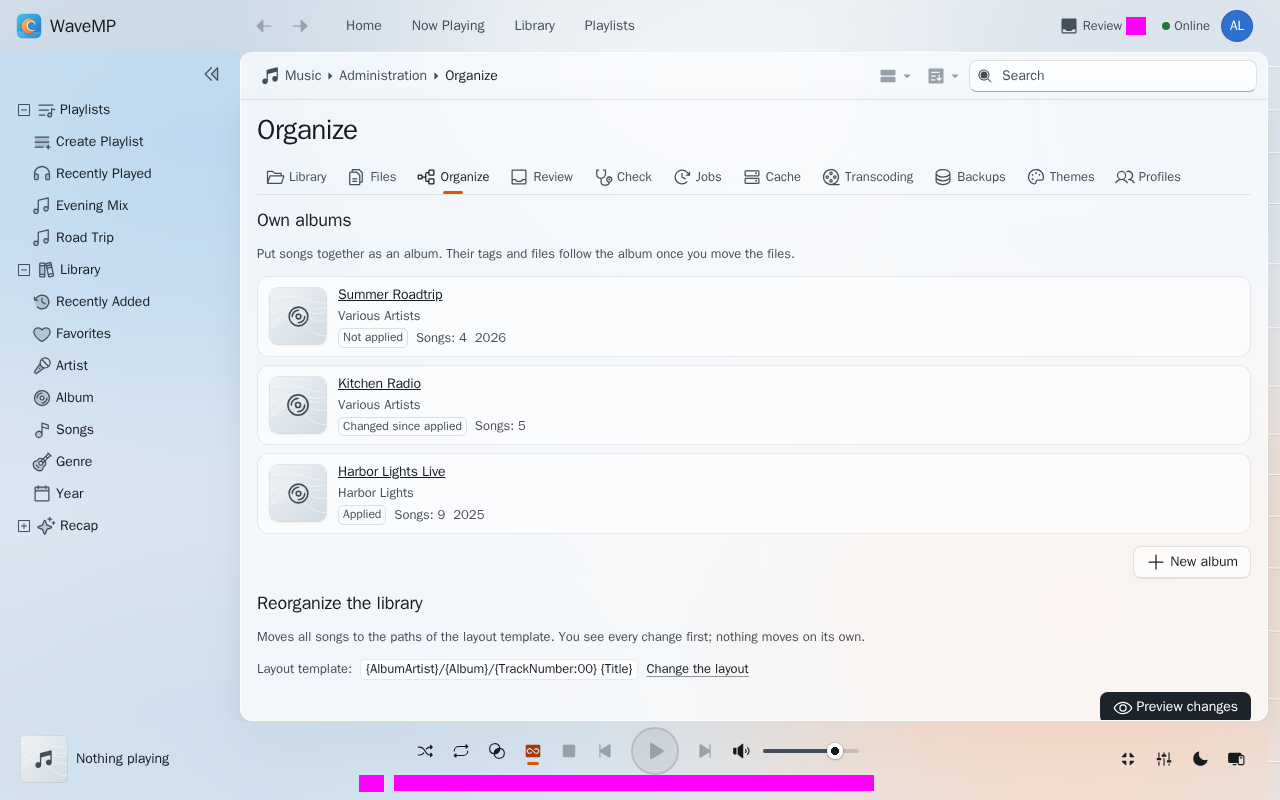 WaveMP
Home
Now Playing
Library
Playlists
Review
Online
AL
Music
Administration
Organize
Search
Playlists
Create Playlist
Recently Played
Evening Mix
Road Trip
Library
Recently Added
Favorites
Artist
Album
Songs
Genre
Year
Recap
Organize
Library
Files
Organize
Review
Check
Jobs
Cache
Transcoding
Backups
Themes
Profiles
Own albums
Put songs together as an album. Their tags and files follow the album once you move the files.
Summer Roadtrip
Various Artists
Not applied Songs: 4 2026
Kitchen Radio
Various Artists
Changed since applied Songs: 5
Harbor Lights Live
Harbor Lights
Applied Songs: 9 2025
New album
Reorganize the library
Moves all songs to the paths of the layout template. You see every change first; nothing moves on its own.
Layout template: {AlbumArtist}/{Album}/{TrackNumber:00} {Title} Change the layout
Preview changes
Nothing playing